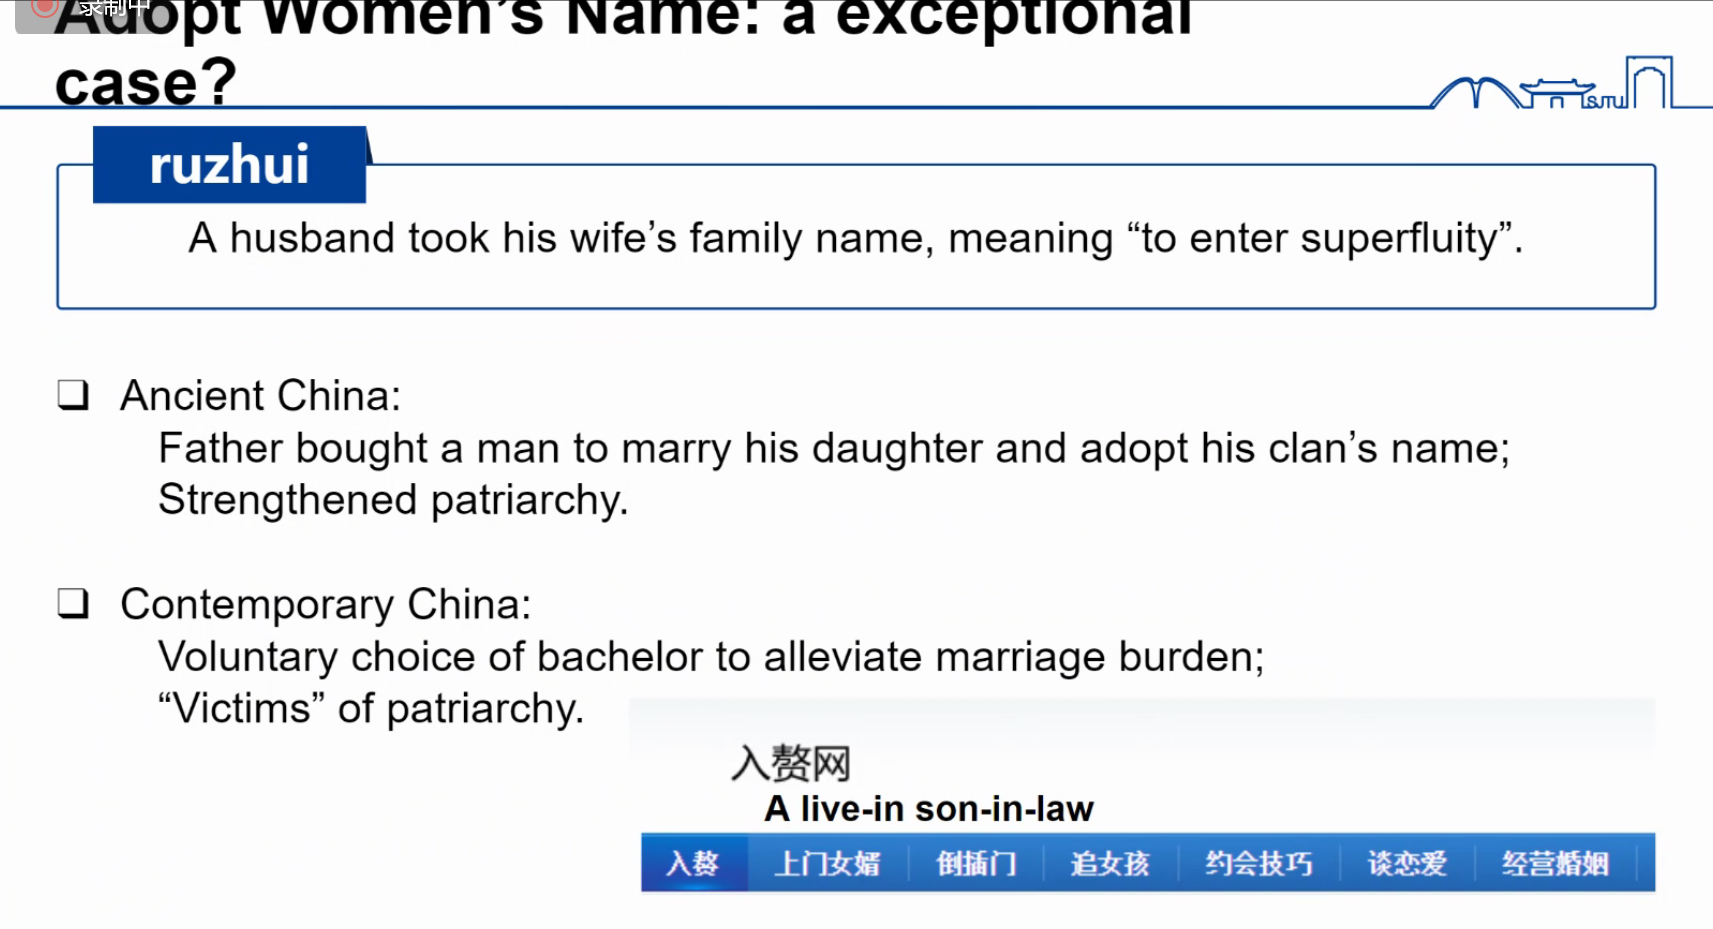 录制中
Adopt Women's Name: a exceptional
case?
ruzhui
A husband took his wife’s family name, meaning “to enter superfluity”.
❑ Ancient China:
Father bought a man to marry his daughter and adopt his clan’s name;
Strengthened patriarchy.
❑ Contemporary China:
Voluntary choice of bachelor to alleviate marriage burden;
“Victims” of patriarchy.
入赘网
A live-in son-in-law
入赘 上门女婿 倒插门 追女孩 约会技巧 谈恋爱 经营婚姻